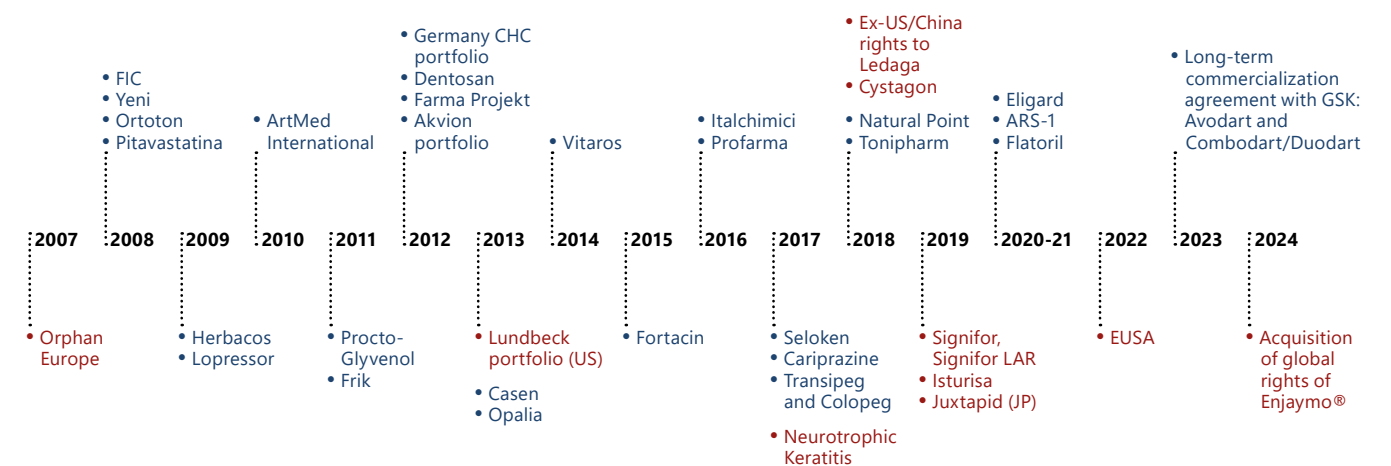 • Ex-US/China
rights to
Ledaga
• Cystagon
• Germany CHC
portfolio
• Dentosan
• Farma Projekt
• Akvion
portfolio
• Long-term
commercialization
agreement with GSK:
Avodart and
Combodart/Duodart
• FIC
• Yeni
• Ortoton
• Pitavastatina
• ArtMed
International
• Vitaros
• Italchimici
• Profarma
• Natural Point
• Tonipharm
• Eligard
• ARS-1
• Flatoril
2007 2008 2009 2010 2011 2012 2013 2014 2015 2016 2017 2018 2019 2020-21 2022 2023 2024
• Orphan
Europe
• Herbacos
• Lopressor
• Procto-
Glyvenol
• Frik
• Lundbeck
portfolio (US)
• Casen
• Opalia
• Fortacin
• Seloken
• Cariprazine
• Transipeg
and Colopeg
• Neurotrophic
Keratitis
• Signifor,
Signifor LAR
• Isturisa
• Juxtapid (JP)
• EUSA
• Acquisition
of global
rights of
Enjaymo®